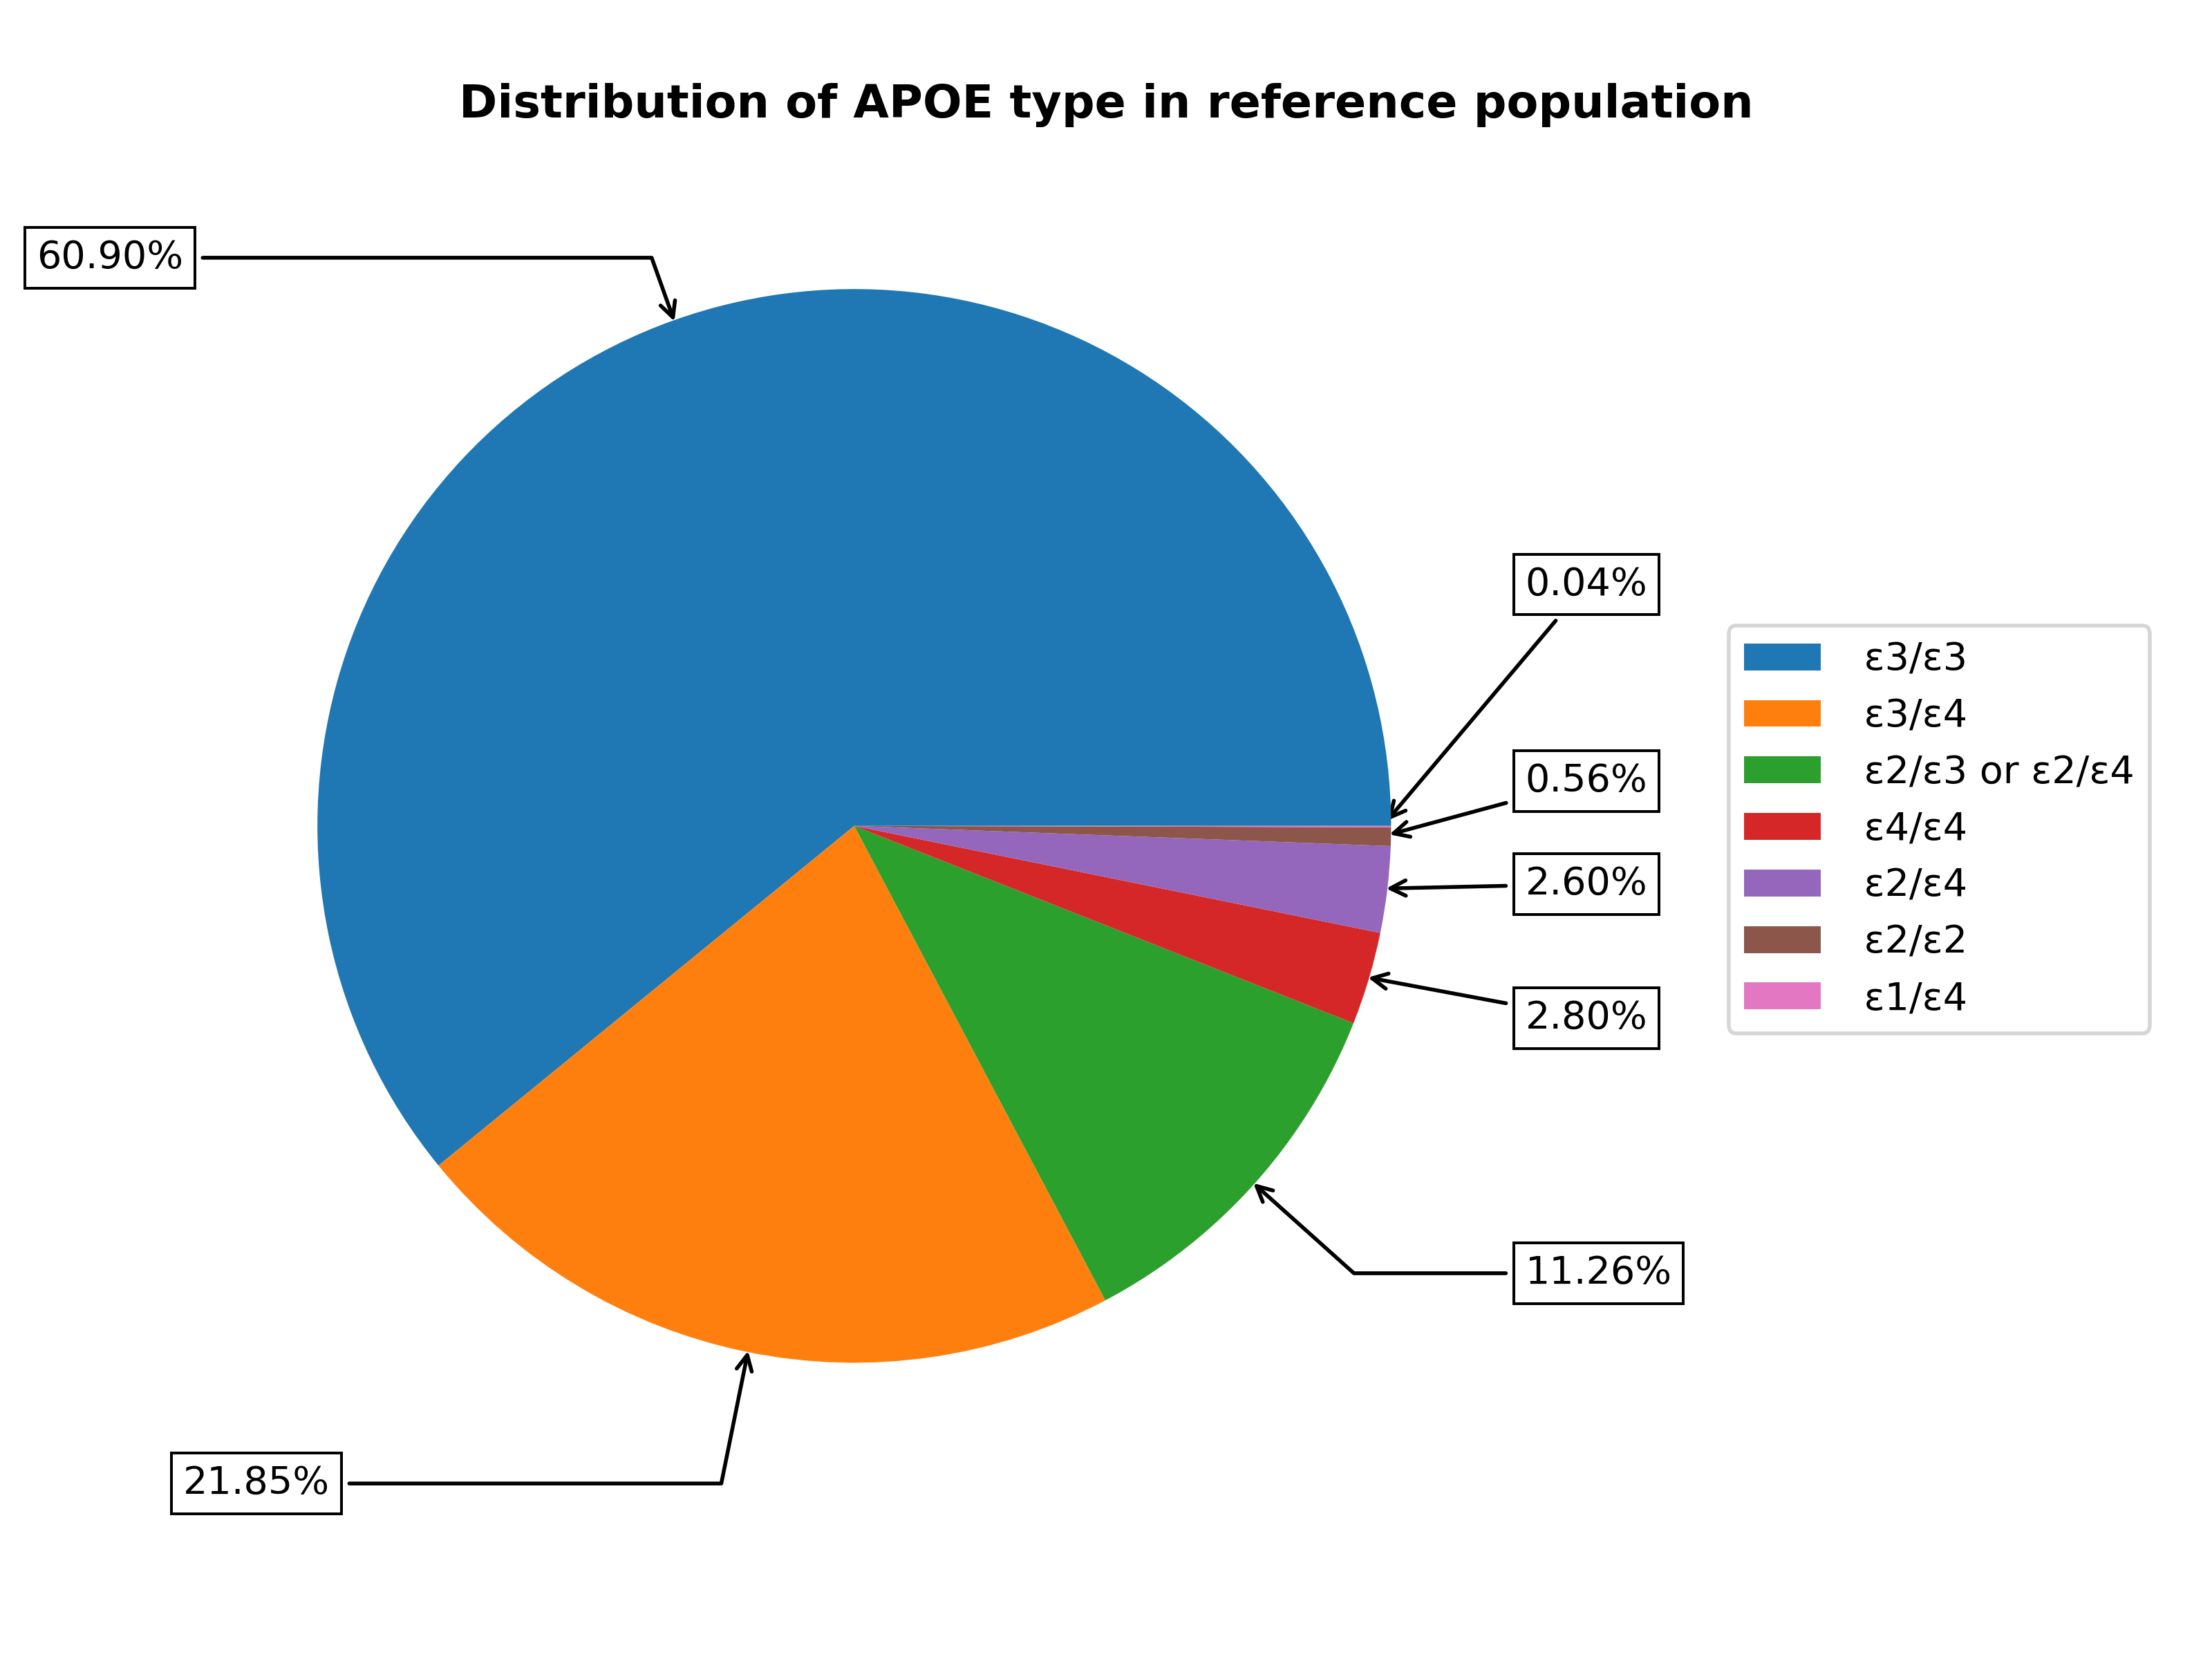 Distribution of APOE type in reference population
60.90%
0.04%
0.56%
2.60%
2.80%
11.26%
21.85%
ε3/ε3
ε3/ε4
ε2/ε3 or ε2/ε4
ε4/ε4
ε2/ε4
ε2/ε2
ε1/ε4